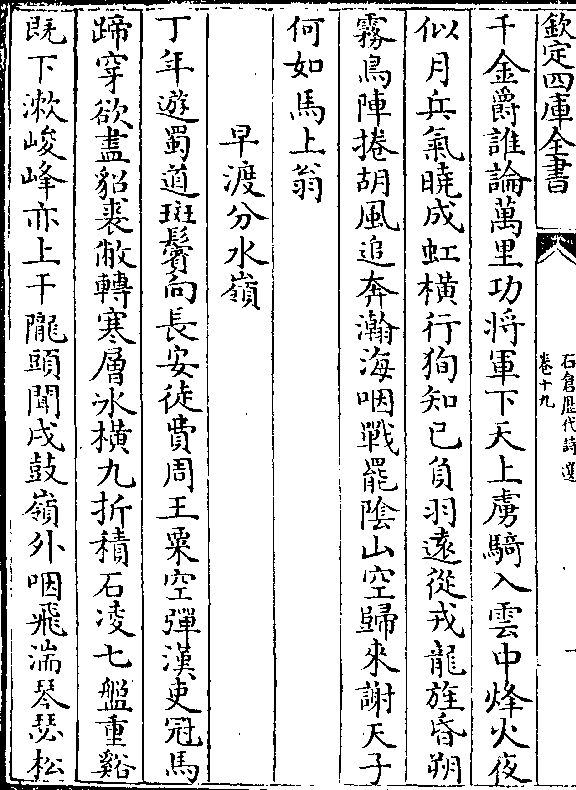 欽定四庫全書
石倉歷代詩選
卷十九
千金爵誰論萬里功將軍下天上虜騎入雲中烽火夜
似月兵氣曉成虹橫行徇知已負羽遠從戎龍旌昏朔
霧鳥陣捲胡風追奔瀚海咽戰罷陰山空歸來謝天子
何如馬上翁
早渡分水嶺
丁年遊蜀道斑鬢向長安徒費周王粟空彈漢吏冠馬
蹄穿欲盡貂裘敝轉寒層冰橫九折積石凌七盤重谿
既下漱峻峰亦上干隴頭聞戍鼓嶺外咽飛湍琴瑟松